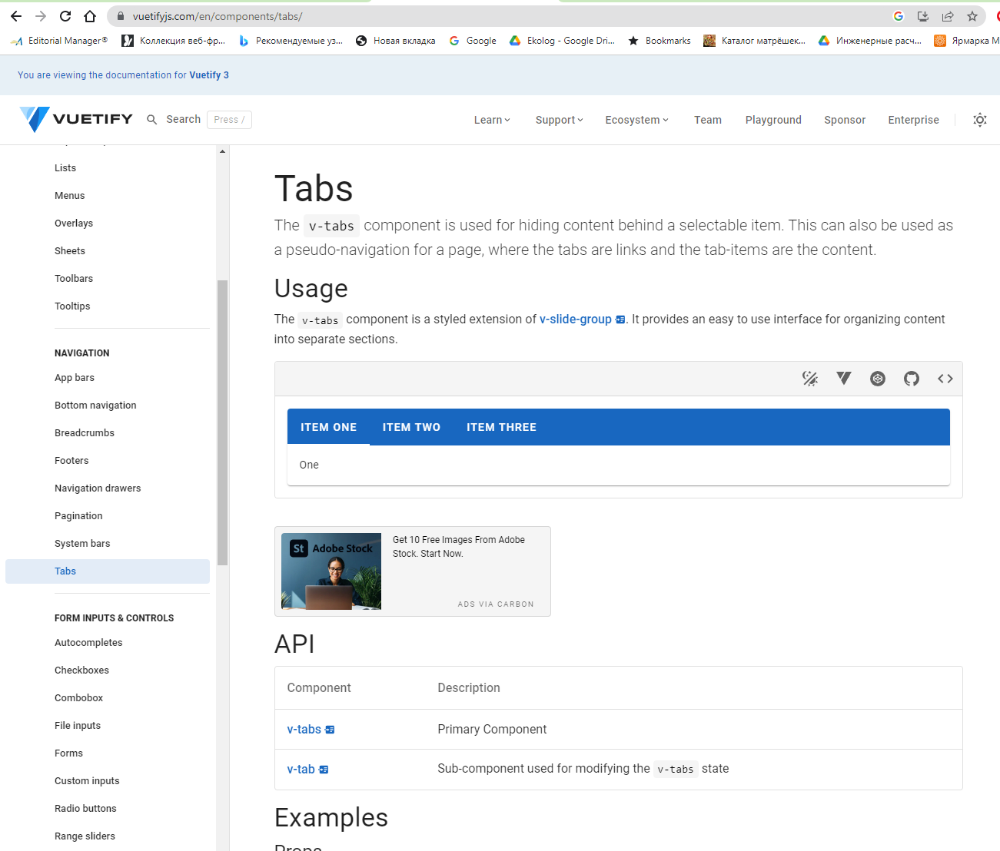 vuetifyjs.com/en/components/tabs/
Editorial Manager® Коллекция веб-фр... Рекомендуемые уз... Новая вкладка Google Ekolog - Google Dri... Bookmarks Каталог матрёшек... Инженерные расч... Ярмарка М
You are viewing the documentation for Vuetify 3
VUETIFY Search Press / Learn Support Ecosystem Team Playground Sponsor Enterprise
Lists
Menus
Overlays
Sheets
Toolbars
Tooltips
NAVIGATION
App bars
Bottom navigation
Breadcrumbs
Footers
Navigation drawers
Pagination
System bars
Tabs
FORM INPUTS & CONTROLS
Autocompletes
Checkboxes
Combobox
File inputs
Forms
Custom inputs
Radio buttons
Range sliders
Tabs
The v-tabs component is used for hiding content behind a selectable item. This can also be used as
a pseudo-navigation for a page, where the tabs are links and the tab-items are the content.
Usage
The v-tabs component is a styled extension of v-slide-group. It provides an easy to use interface for organizing content
into separate sections.
ITEM ONE ITEM TWO ITEM THREE
One
St Adobe Stock
Get 10 Free Images From Adobe
Stock. Start Now.
ADS VIA CARBON
API
Component Description
v-tabs Primary Component
v-tab Sub-component used for modifying the v-tabs state
Examples
Props